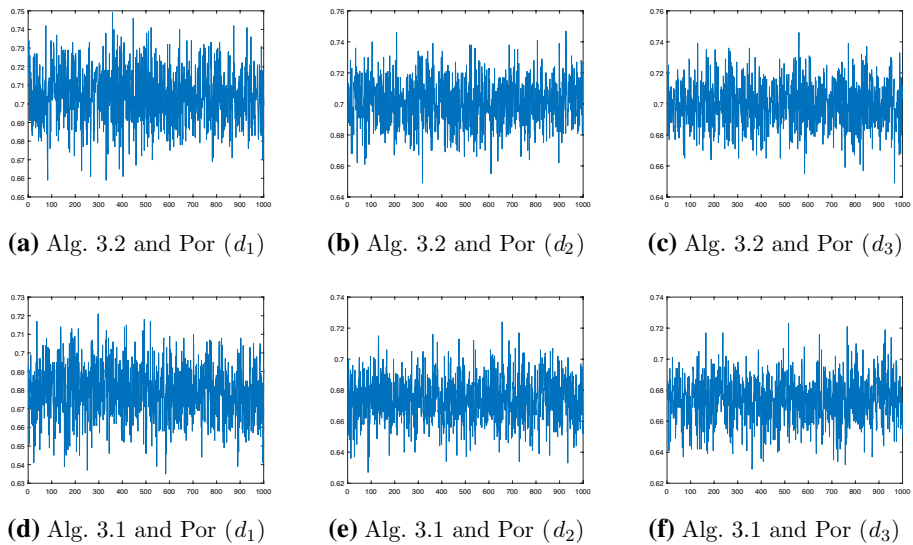 0.75 0.74 0.73 0.72 0.71 0.7 0.69 0.68 0.67 0.66 0.65
0 100 200 300 400 500 600 700 800 900 1000
(a) Alg. 3.2 and Por (d₁)
0.76 0.74 0.72 0.7 0.68 0.66 0.64
0 100 200 300 400 500 600 700 800 900 1000
(b) Alg. 3.2 and Por (d₂)
0.76 0.74 0.72 0.7 0.68 0.66 0.64
0 100 200 300 400 500 600 700 800 900 1000
(c) Alg. 3.2 and Por (d₃)
0.73 0.72 0.71 0.7 0.69 0.68 0.67 0.66 0.65 0.64 0.63
0 100 200 300 400 500 600 700 800 900 1000
(d) Alg. 3.1 and Por (d₁)
0.74 0.72 0.7 0.68 0.66 0.64 0.62
0 100 200 300 400 500 600 700 800 900 1000
(e) Alg. 3.1 and Por (d₂)
0.74 0.72 0.7 0.68 0.66 0.64 0.62
0 100 200 300 400 500 600 700 800 900 1000
(f) Alg. 3.1 and Por (d₃)